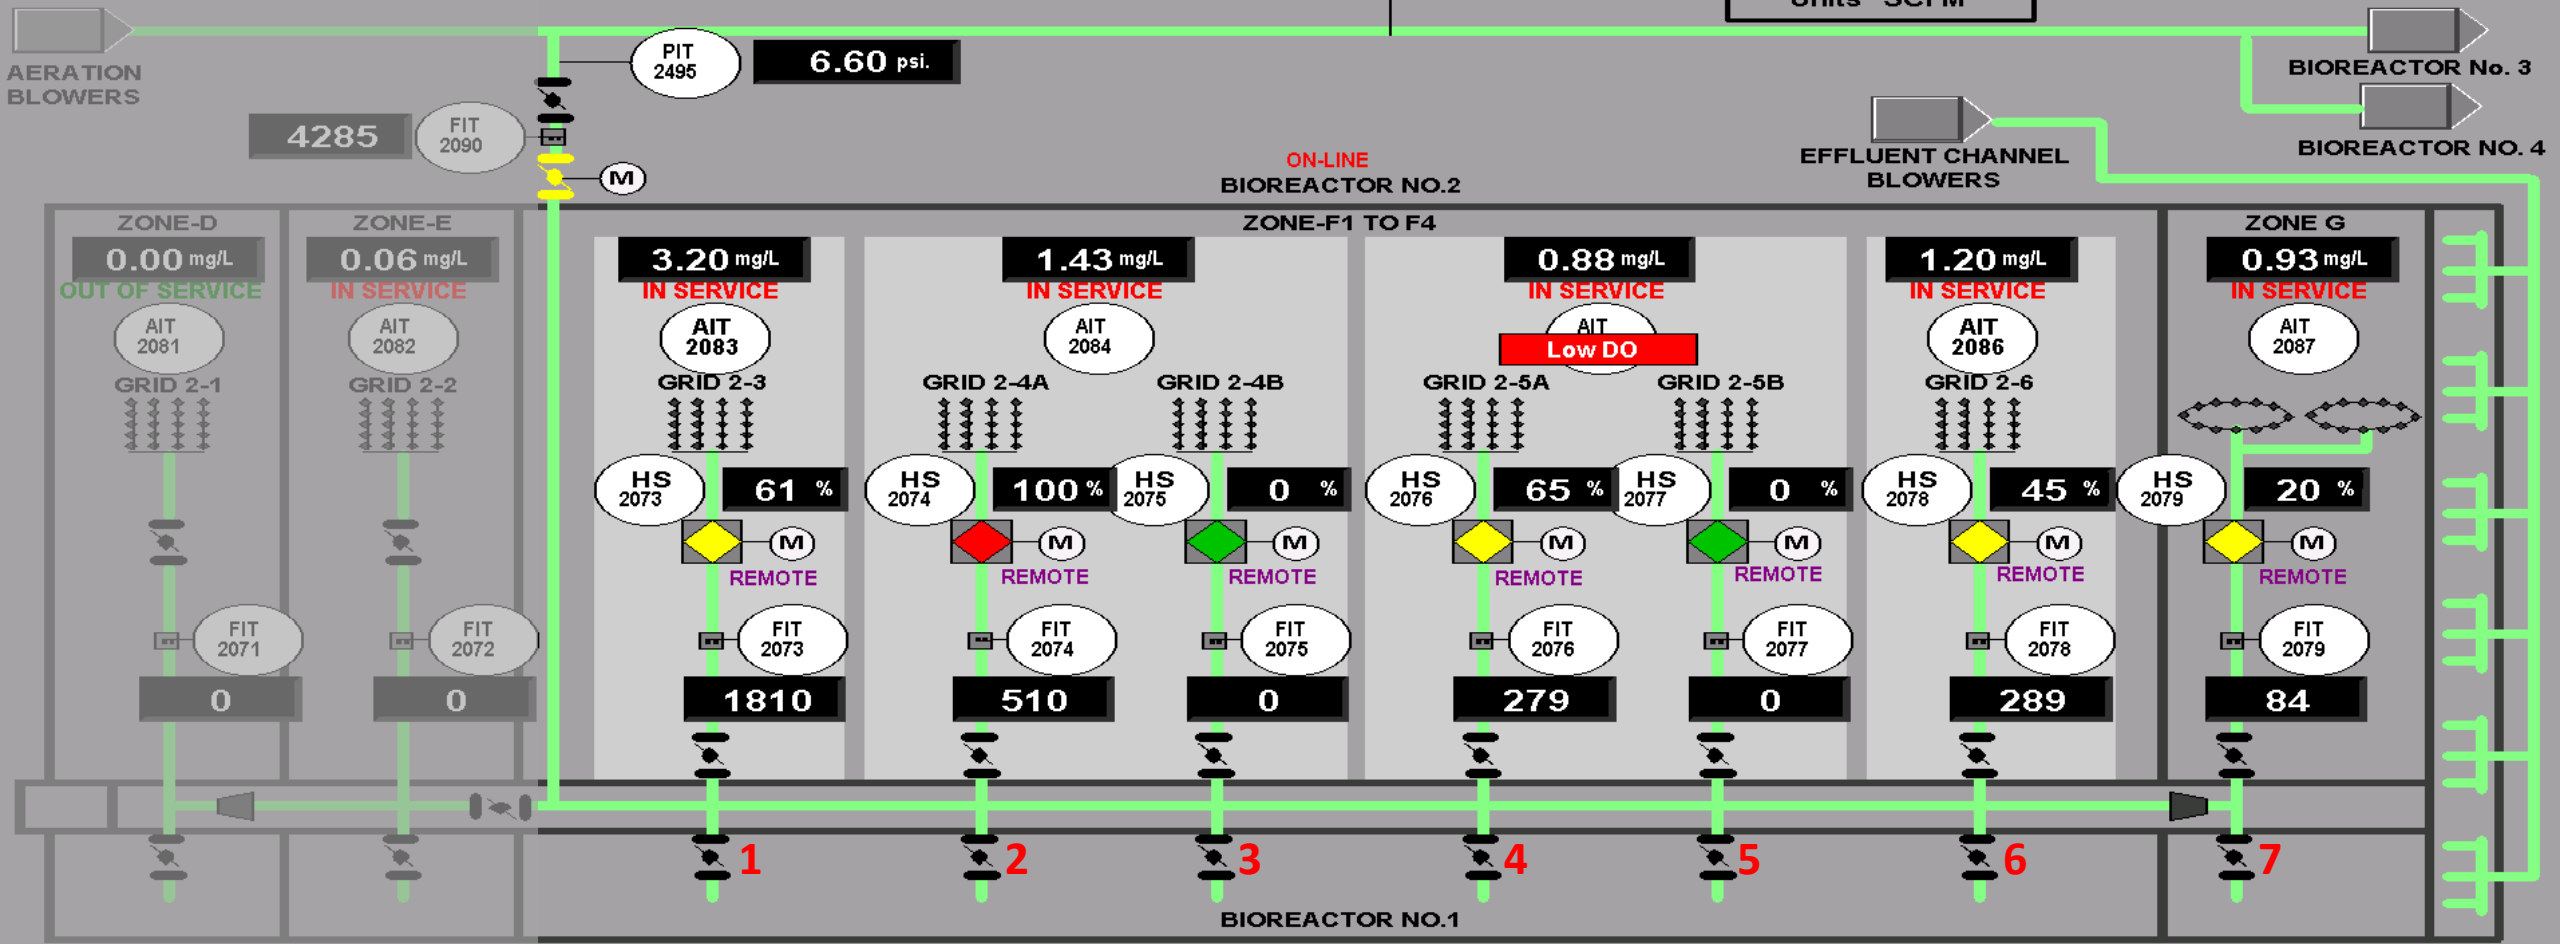 Units SCFM
AERATION
BLOWERS
PIT
2495
6.60 psi.
BIOREACTOR No. 3
BIOREACTOR NO. 4
4285
FIT
2090
M
EFFLUENT CHANNEL
BLOWERS
ON-LINE
BIOREACTOR NO.2
ZONE-D
ZONE-E
ZONE-F1 TO F4
ZONE G
0.00 mg/L
0.06 mg/L
3.20 mg/L
1.43 mg/L
0.88 mg/L
1.20 mg/L
0.93 mg/L
OUT OF SERVICE
IN SERVICE
IN SERVICE
IN SERVICE
IN SERVICE
IN SERVICE
IN SERVICE
AIT
2081
AIT
2082
AIT
2083
AIT
2084
AIT
Low DO
AIT
2086
AIT
2087
GRID 2-1
GRID 2-2
GRID 2-3
GRID 2-4A
GRID 2-4B
GRID 2-5A
GRID 2-5B
GRID 2-6
HS
2073
61 %
HS
2074
100 %
HS
2075
0 %
HS
2076
65 %
HS
2077
0 %
HS
2078
45 %
HS
2079
20 %
M
M
M
M
M
M
M
REMOTE
REMOTE
REMOTE
REMOTE
REMOTE
REMOTE
REMOTE
FIT
2071
FIT
2072
FIT
2073
FIT
2074
FIT
2075
FIT
2076
FIT
2077
FIT
2078
FIT
2079
0
0
1810
510
0
279
0
289
84
1
2
3
4
5
6
7
BIOREACTOR NO.1